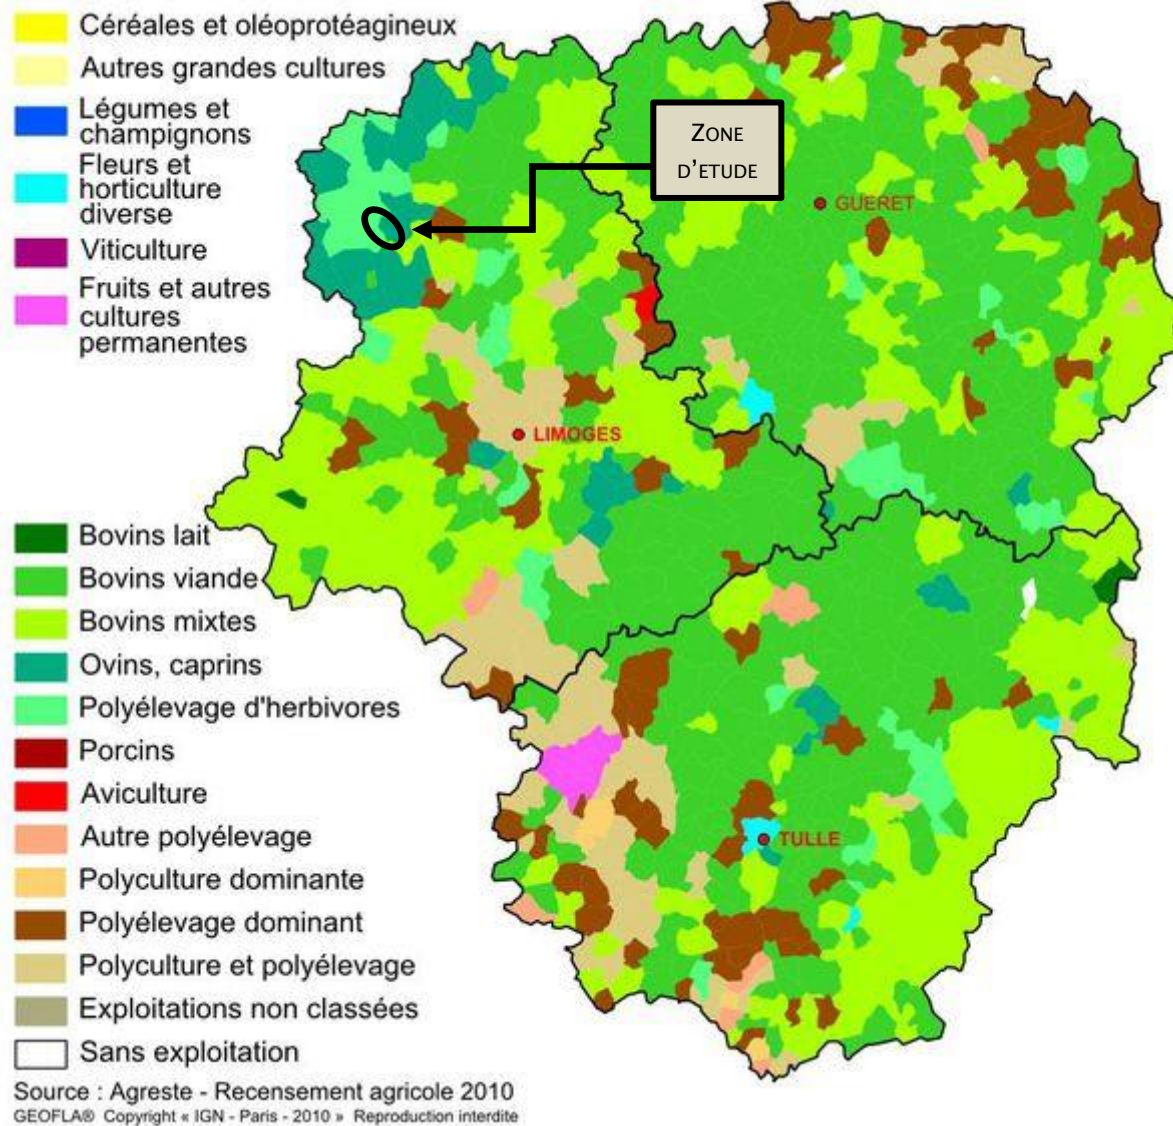 Céréales et oléoprotéagineux
Autres grandes cultures
Légumes et
champignons
Fleurs et
horticulture
diverse
Viticulture
Fruits et autres
cultures
permanentes
ZONE
D'ETUDE
GUERET
LIMOGES
TULLE
Bovins lait
Bovins viande
Bovins mixtes
Ovins, caprins
Polyélevage d'herbivores
Porcins
Aviculture
Autre polyélevage
Polyculture dominante
Polyélevage dominant
Polyculture et polyélevage
Exploitations non classées
Sans exploitation
Source : Agreste - Recensement agricole 2010
GEOFLA® Copyright « IGN - Paris - 2010 » Reproduction interdite